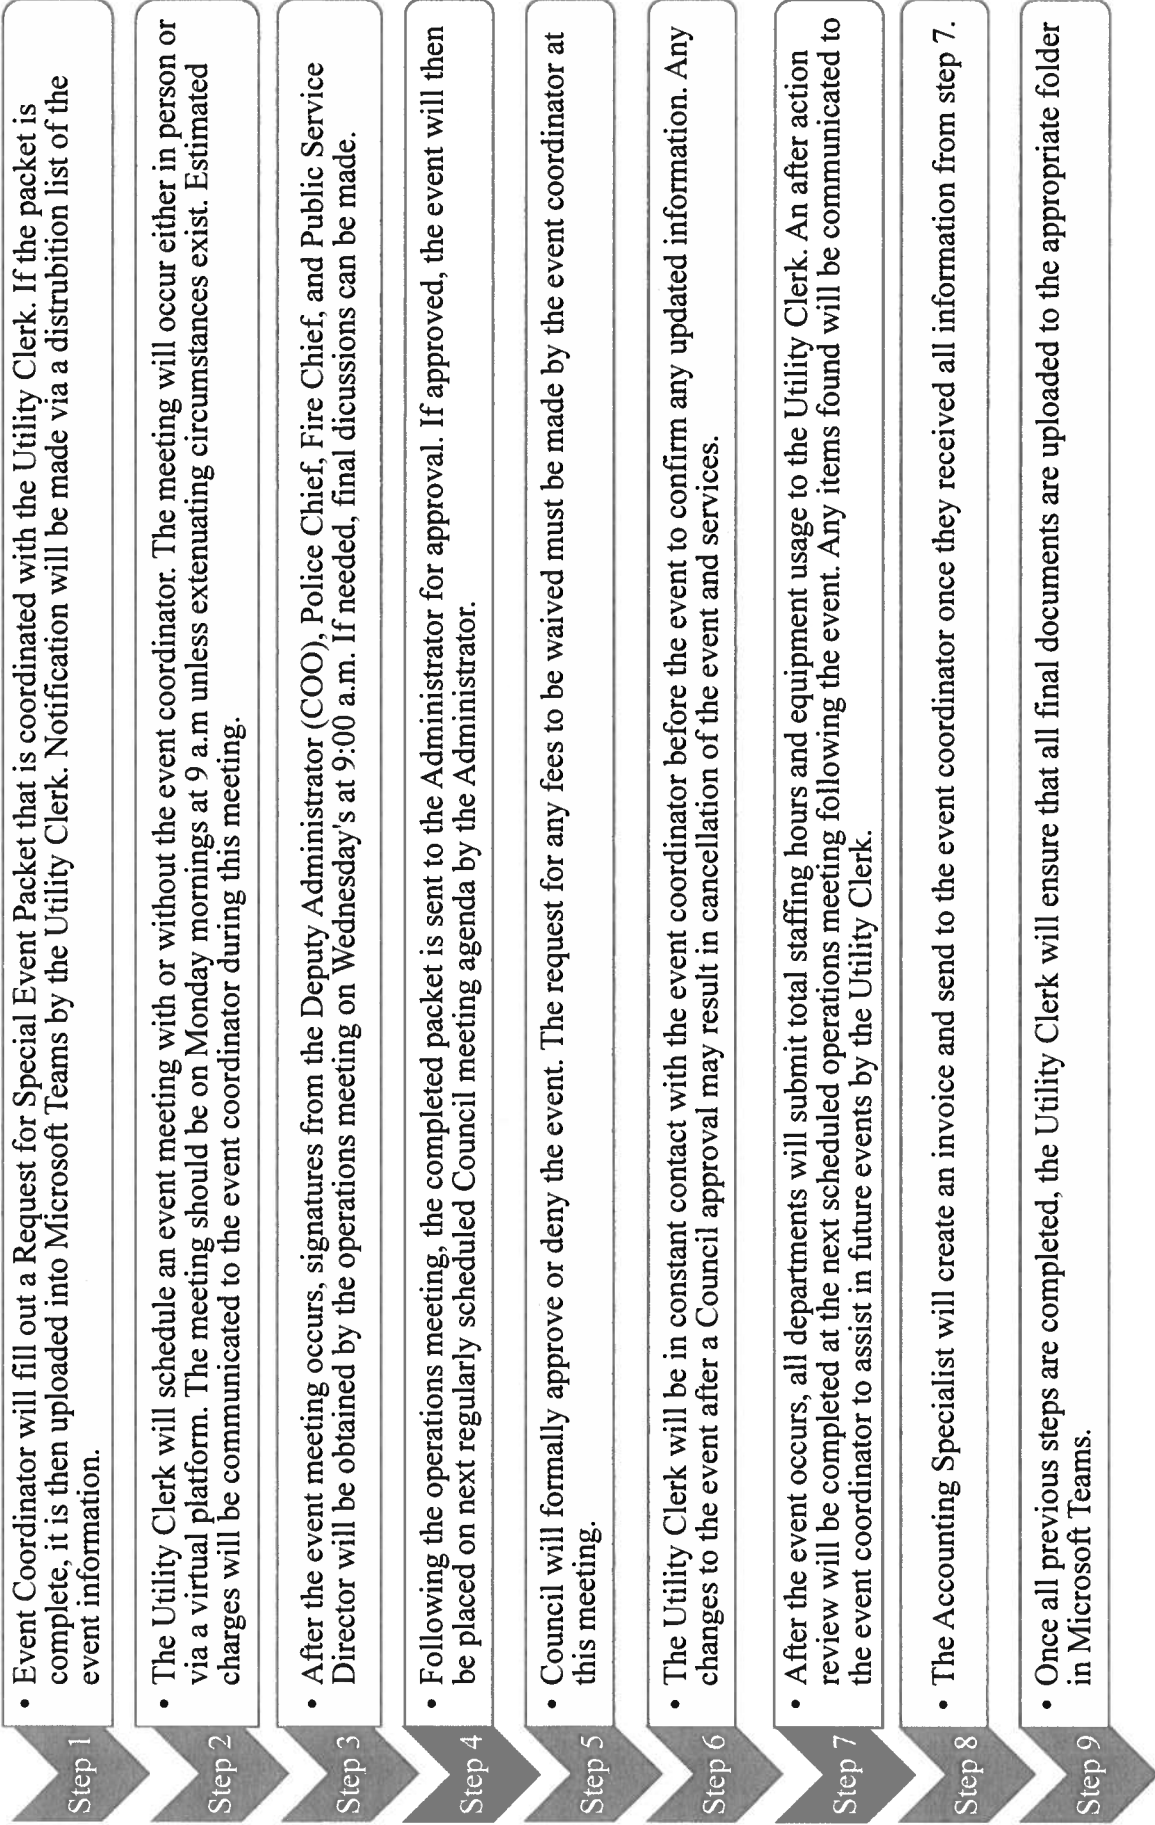 Step 1
• Event Coordinator will fill out a Request for Special Event Packet that is coordinated with the Utility Clerk. If the packet is
complete, it is then uploaded into Microsoft Teams by the Utility Clerk. Notification will be made via a distrubition list of the
event information.
Step 2
• The Utility Clerk will schedule an event meeting with or without the event coordinator. The meeting will occur either in person or
via a virtual platform. The meeting should be on Monday mornings at 9 a.m unless extenuating circumstances exist. Estimated
charges will be communicated to the event coordinator during this meeting.
Step 3
• After the event meeting occurs, signatures from the Deputy Administrator (COO), Police Chief, Fire Chief, and Public Service
Director will be obtained by the operations meeting on Wednesday's at 9:00 a.m. If needed, final dicussions can be made.
Step 4
• Following the operations meeting, the completed packet is sent to the Administrator for approval. If approved, the event will then
be placed on next regularly scheduled Council meeting agenda by the Administrator.
Step 5
• Council will formally approve or deny the event. The request for any fees to be waived must be made by the event coordinator at
this meeting.
Step 6
• The Utility Clerk will be in constant contact with the event coordinator before the event to confirm any updated information. Any
changes to the event after a Council approval may result in cancellation of the event and services.
Step 7
• After the event occurs, all departments will submit total staffing hours and equipment usage to the Utility Clerk. An after action
review will be completed at the next scheduled operations meeting following the event. Any items found will be communicated to
the event coordinator to assist in future events by the Utility Clerk.
Step 8
• The Accounting Specialist will create an invoice and send to the event coordinator once they received all information from step 7.
Step 9
• Once all previous steps are completed, the Utility Clerk will ensure that all final documents are uploaded to the appropriate folder
in Microsoft Teams.